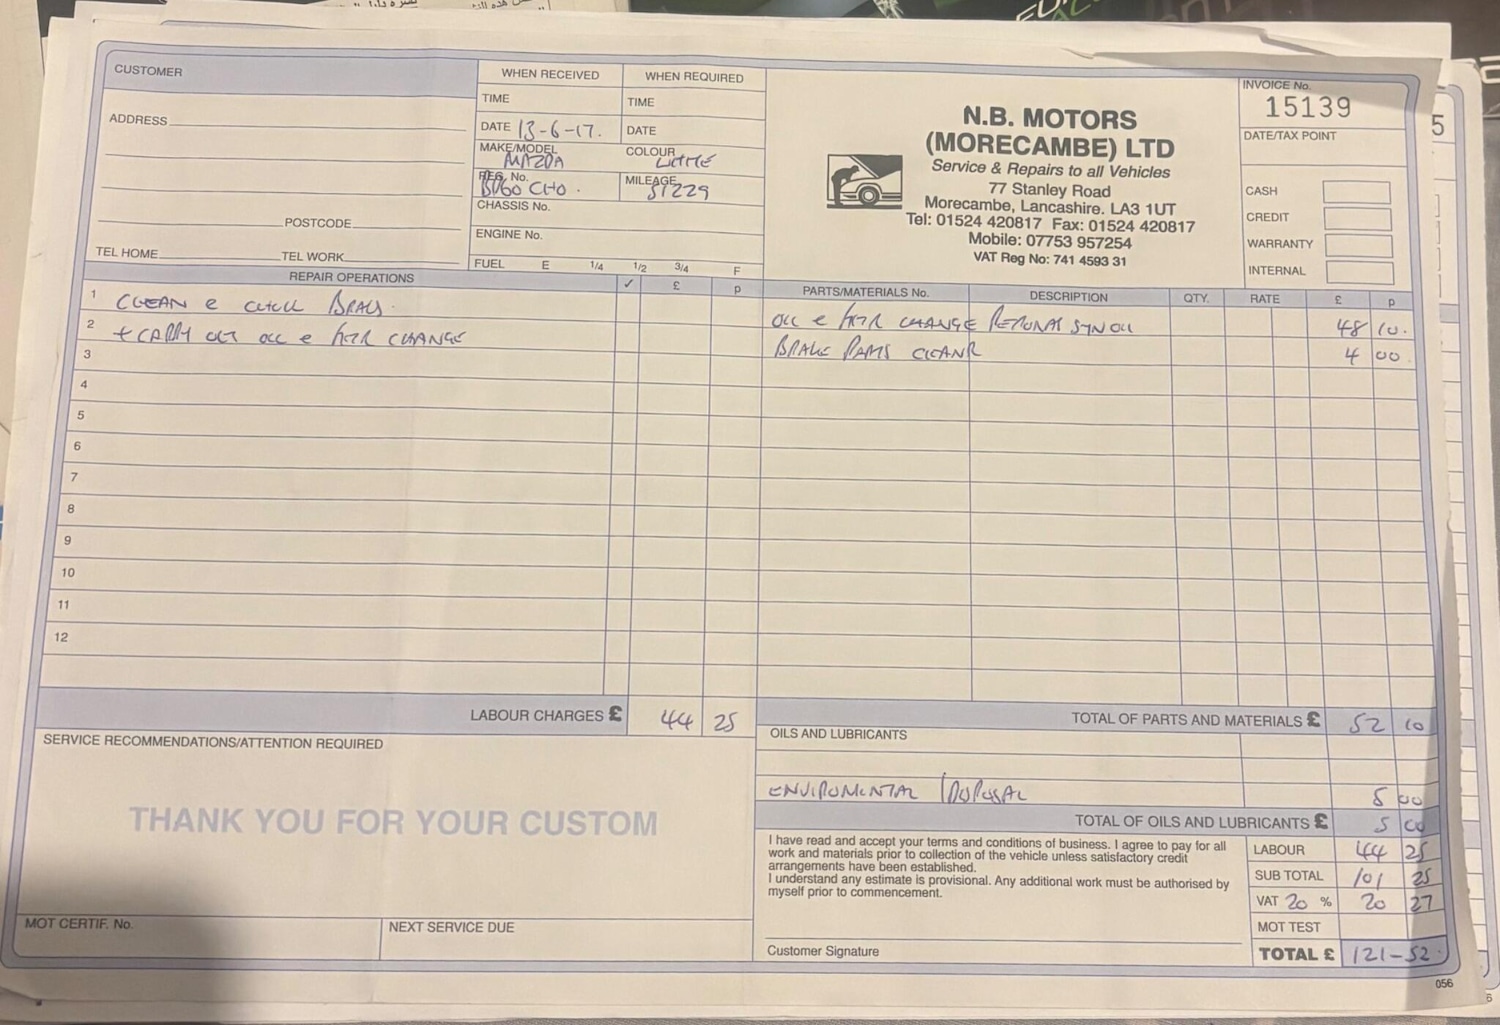 CUSTOMER
ADDRESS
POSTCODE
TEL HOME TEL WORK
WHEN RECEIVED WHEN REQUIRED
TIME TIME
DATE 13-6-17. DATE
MAKE/MODEL MAZDA COLOUR WHITE
REG. No. CHO. MILEAGE 51229
CHASSIS No.
ENGINE No.
FUEL E 1/4 1/2 3/4 F
N.B. MOTORS
(MORECAMBE) LTD
Service & Repairs to all Vehicles
77 Stanley Road
Morecambe, Lancashire. LA3 1UT
Tel: 01524 420817 Fax: 01524 420817
Mobile: 07753 957254
VAT Reg No: 741 4593 31
INVOICE No.
15139
DATE/TAX POINT
CASH
CREDIT
WARRANTY
INTERNAL
5
REPAIR OPERATIONS ✓ £ p
1 CLEAN & CHECK BRAKES.
2 + CARRY OUT OIL & FILTER CHANGE
3
4
5
6
7
8
9
10
11
12
LABOUR CHARGES £ 44 25
PARTS/MATERIALS No. DESCRIPTION QTY. RATE £ p
OIL & FILTER CHANGE SYN OIL 48 10.
BRAKE PARTS CLEANR 4 00.
TOTAL OF PARTS AND MATERIALS £ 52 10
OILS AND LUBRICANTS
ENVIROMENTAL DISPOSAL 5 00
TOTAL OF OILS AND LUBRICANTS £ 5 00
SERVICE RECOMMENDATIONS/ATTENTION REQUIRED
THANK YOU FOR YOUR CUSTOM
MOT CERTIF. No. NEXT SERVICE DUE
I have read and accept your terms and conditions of business. I agree to pay for all
work and materials prior to collection of the vehicle unless satisfactory credit
arrangements have been established.
I understand any estimate is provisional. Any additional work must be authorised by
myself prior to commencement.
Customer Signature
LABOUR 44 25
SUB TOTAL 101 25
VAT 20 % 20 27
MOT TEST
TOTAL £ 121-52
056